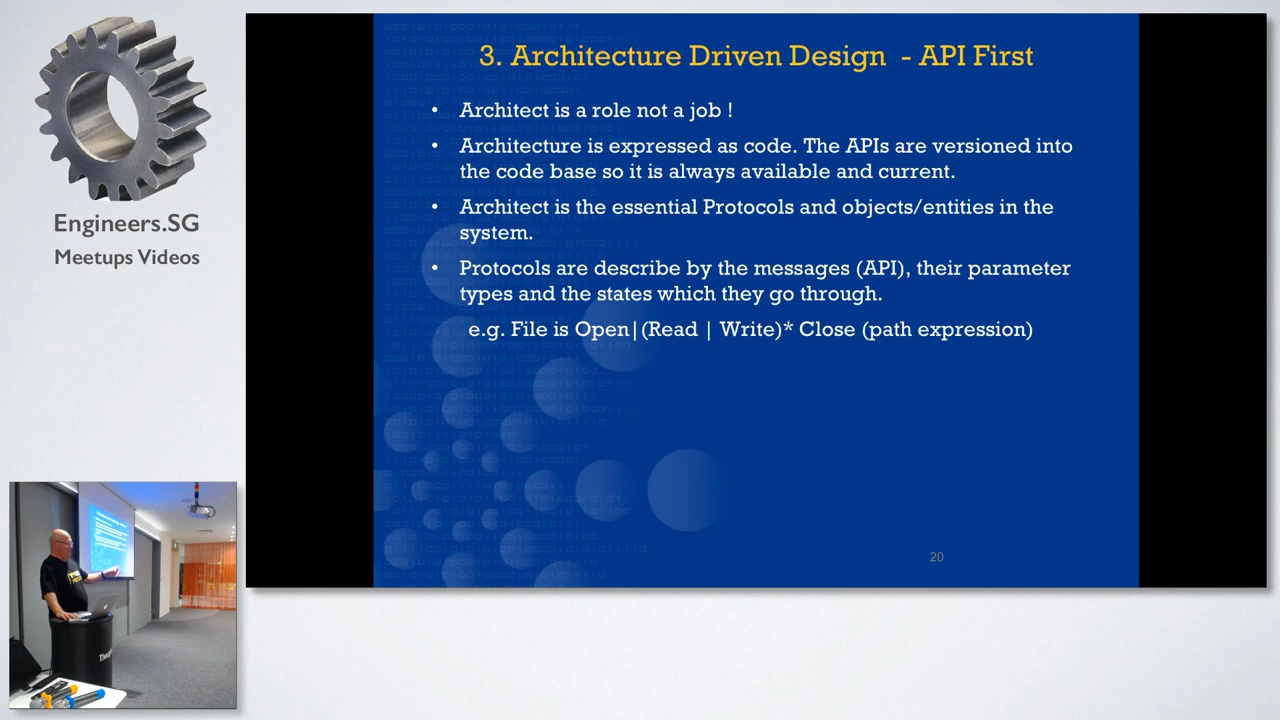 Engineers.SG
Meetups Videos
3. Architecture Driven Design - API First
• Architect is a role not a job !
• Architecture is expressed as code. The APIs are versioned into
the code base so it is always available and current.
• Architect is the essential Protocols and objects/entities in the
system.
• Protocols are describe by the messages (API), their parameter
types and the states which they go through.
e.g. File is Open|(Read | Write)* Close (path expression)
20